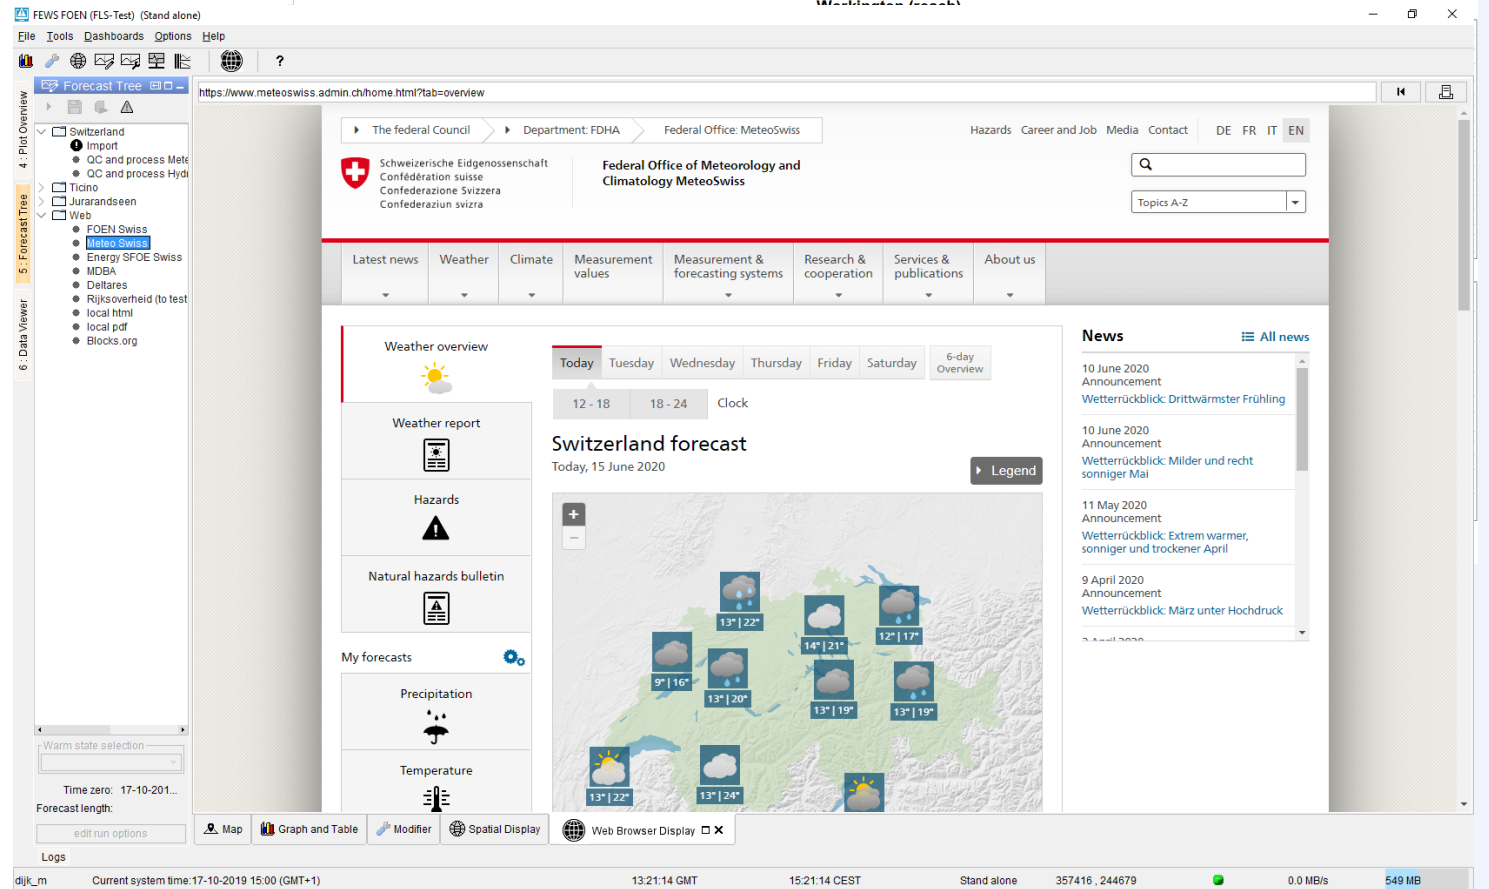 Workington (reach)
FEWS FOEN (FLS-Test) (Stand alone)
File Tools Dashboards Options Help
?
4 : Plot Overview
5 : Forecast Tree
6 : Data Viewer
Forecast Tree
Switzerland
Import
QC and process Mete
QC and process Hydr
Ticino
Jurarandseen
Web
FOEN Swiss
Meteo Swiss
Energy SFOE Swiss
MDBA
Deltares
Rijksoverheid (to test
local html
local pdf
Blocks.org
Warm state selection
Time zero: 17-10-201...
Forecast length:
edit run options
https://www.meteoswiss.admin.ch/home.html?tab=overview
The federal Council Department: FDHA Federal Office: MeteoSwiss
Hazards Career and Job Media Contact DE FR IT EN
Schweizerische Eidgenossenschaft
Confédération suisse
Confederazione Svizzera
Confederaziun svizra
Federal Office of Meteorology and
Climatology MeteoSwiss
Topics A-Z
Latest news
Weather
Climate
Measurement
values
Measurement &
forecasting systems
Research &
cooperation
Services &
publications
About us
Weather overview
Weather report
Hazards
Natural hazards bulletin
My forecasts
Precipitation
Temperature
Today Tuesday Wednesday Thursday Friday Saturday
6-day
Overview
12 - 18 18 - 24 Clock
Switzerland forecast
Today, 15 June 2020
Legend
+
−
13° | 22°
14° | 21°
12° | 17°
9° | 16°
13° | 20°
13° | 19°
13° | 19°
13° | 22°
13° | 24°
News
All news
10 June 2020
Announcement
Wetterrückblick: Drittwärmster Frühling
10 June 2020
Announcement
Wetterrückblick: Milder und recht
sonniger Mai
11 May 2020
Announcement
Wetterrückblick: Extrem warmer,
sonniger und trockener April
9 April 2020
Announcement
Wetterrückblick: März unter Hochdruck
April 2020
Map Graph and Table Modifier Spatial Display Web Browser Display
Logs
dijk_m Current system time:17-10-2019 15:00 (GMT+1) 13:21:14 GMT 15:21:14 CEST Stand alone 357416 , 244679 0.0 MB/s 549 MB